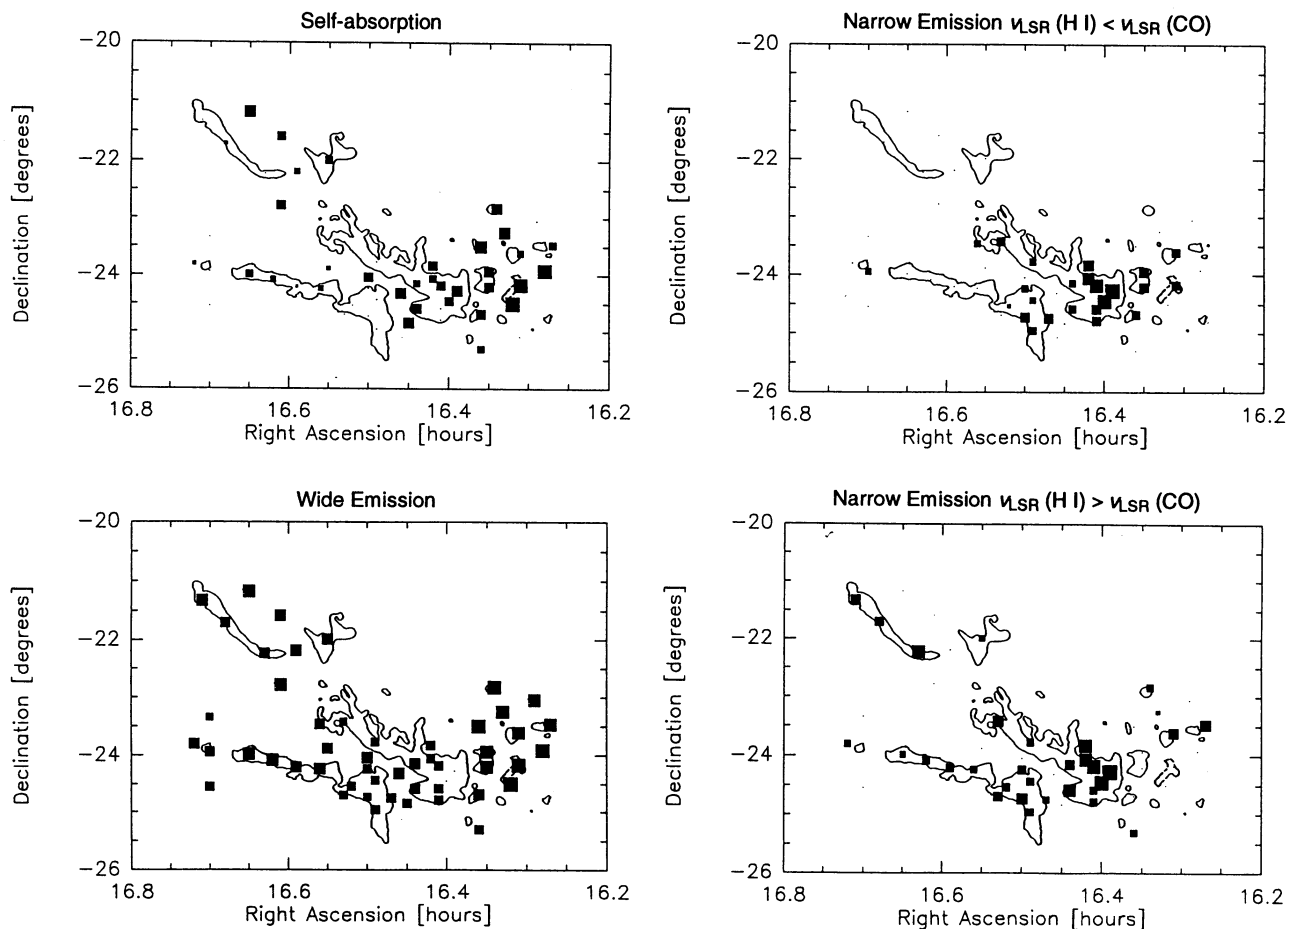 Self-absorption
−20
−22
−24
−26
Declination [degrees]
16.8 16.6 16.4 16.2
Right Ascension [hours]
Narrow Emission νLSR (H I) < νLSR (CO)
−20
−22
−24
−26
Declination [degrees]
16.8 16.6 16.4 16.2
Right Ascension [hours]
Wide Emission
−20
−22
−24
−26
Declination [degrees]
16.8 16.6 16.4 16.2
Right Ascension [hours]
Narrow Emission νLSR (H I) > νLSR (CO)
−20
−22
−24
−26
Declination [degrees]
16.8 16.6 16.4 16.2
Right Ascension [hours]